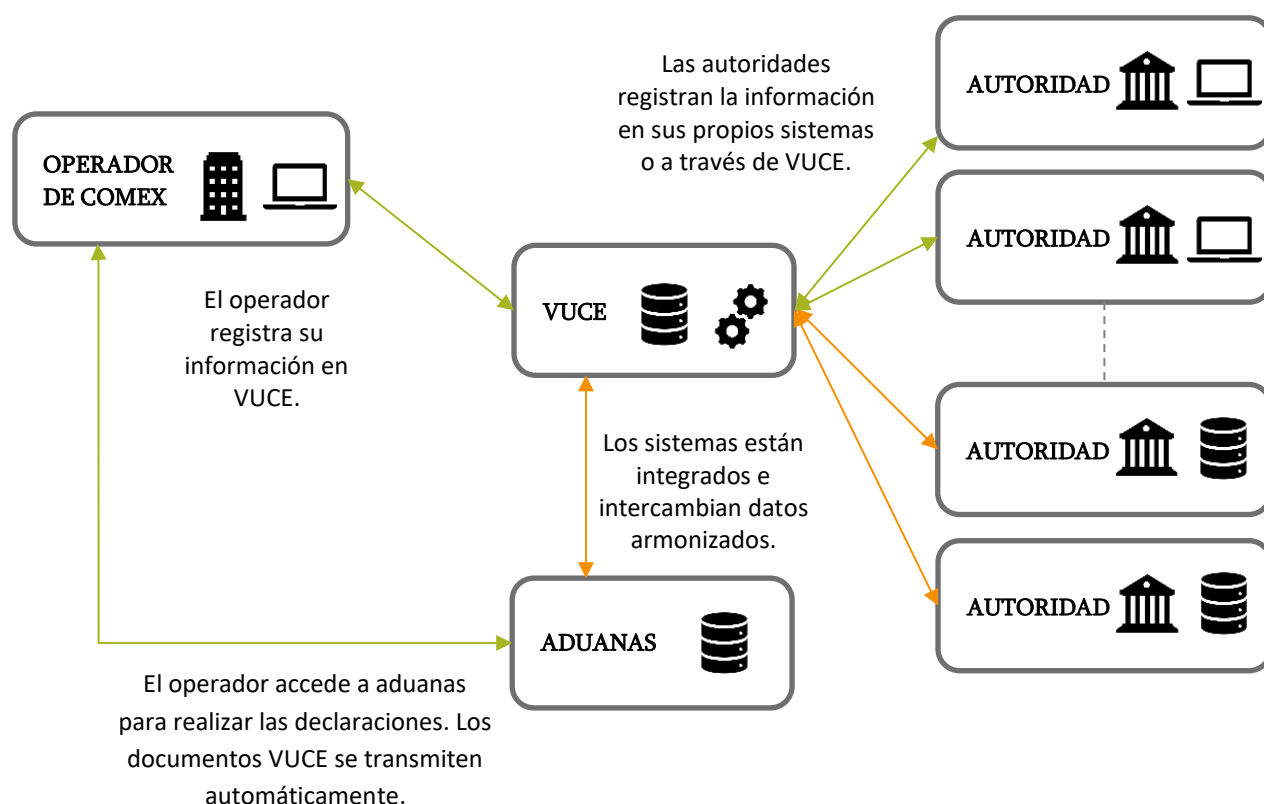 Las autoridades
registran la información
en sus propios sistemas
o a través de VUCE.
AUTORIDAD
OPERADOR
DE COMEX
AUTORIDAD
El operador
registra su
información en
VUCE.
VUCE
AUTORIDAD
Los sistemas están
integrados e
intercambian datos
armonizados.
AUTORIDAD
ADUANAS
El operador accede a aduanas
para realizar las declaraciones. Los
documentos VUCE se transmiten
automáticamente.